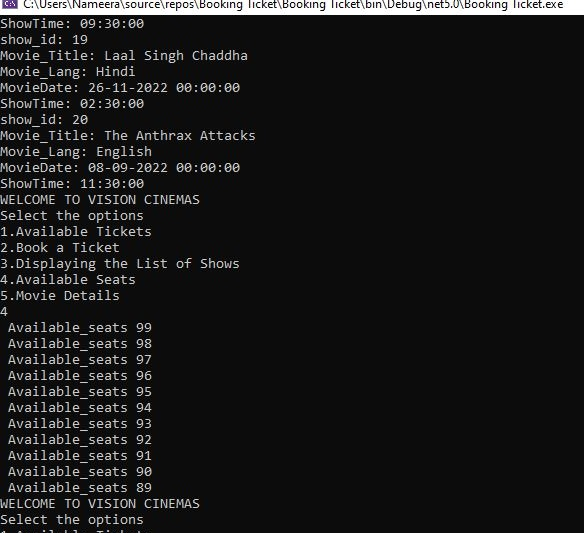 C:\Users\Nameera\source\repos\Booking Ticket\Booking Ticket\bin\Debug\net5.0\Booking Ticket.exe
ShowTime: 09:30:00
show_id: 19
Movie_Title: Laal Singh Chaddha
Movie_Lang: Hindi
MovieDate: 26-11-2022 00:00:00
ShowTime: 02:30:00
show_id: 20
Movie_Title: The Anthrax Attacks
Movie_Lang: English
MovieDate: 08-09-2022 00:00:00
ShowTime: 11:30:00
WELCOME TO VISION CINEMAS
Select the options
1.Available Tickets
2.Book a Ticket
3.Displaying the List of Shows
4.Available Seats
5.Movie Details
4
 Available_seats 99
 Available_seats 98
 Available_seats 97
 Available_seats 96
 Available_seats 95
 Available_seats 94
 Available_seats 93
 Available_seats 92
 Available_seats 91
 Available_seats 90
 Available_seats 89
WELCOME TO VISION CINEMAS
Select the options